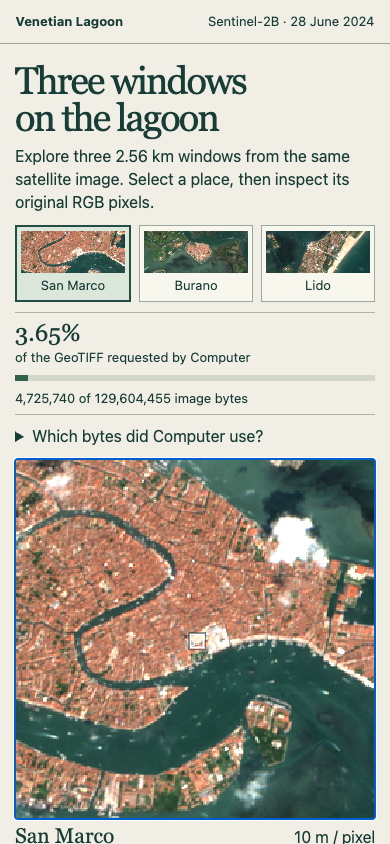 Venetian Lagoon
Sentinel-2B · 28 June 2024
Three windows
on the lagoon
Explore three 2.56 km windows from the same
satellite image. Select a place, then inspect its
original RGB pixels.
San Marco
Burano
Lido
3.65%
of the GeoTIFF requested by Computer
4,725,740 of 129,604,455 image bytes
Which bytes did Computer use?
San Marco
10 m / pixel